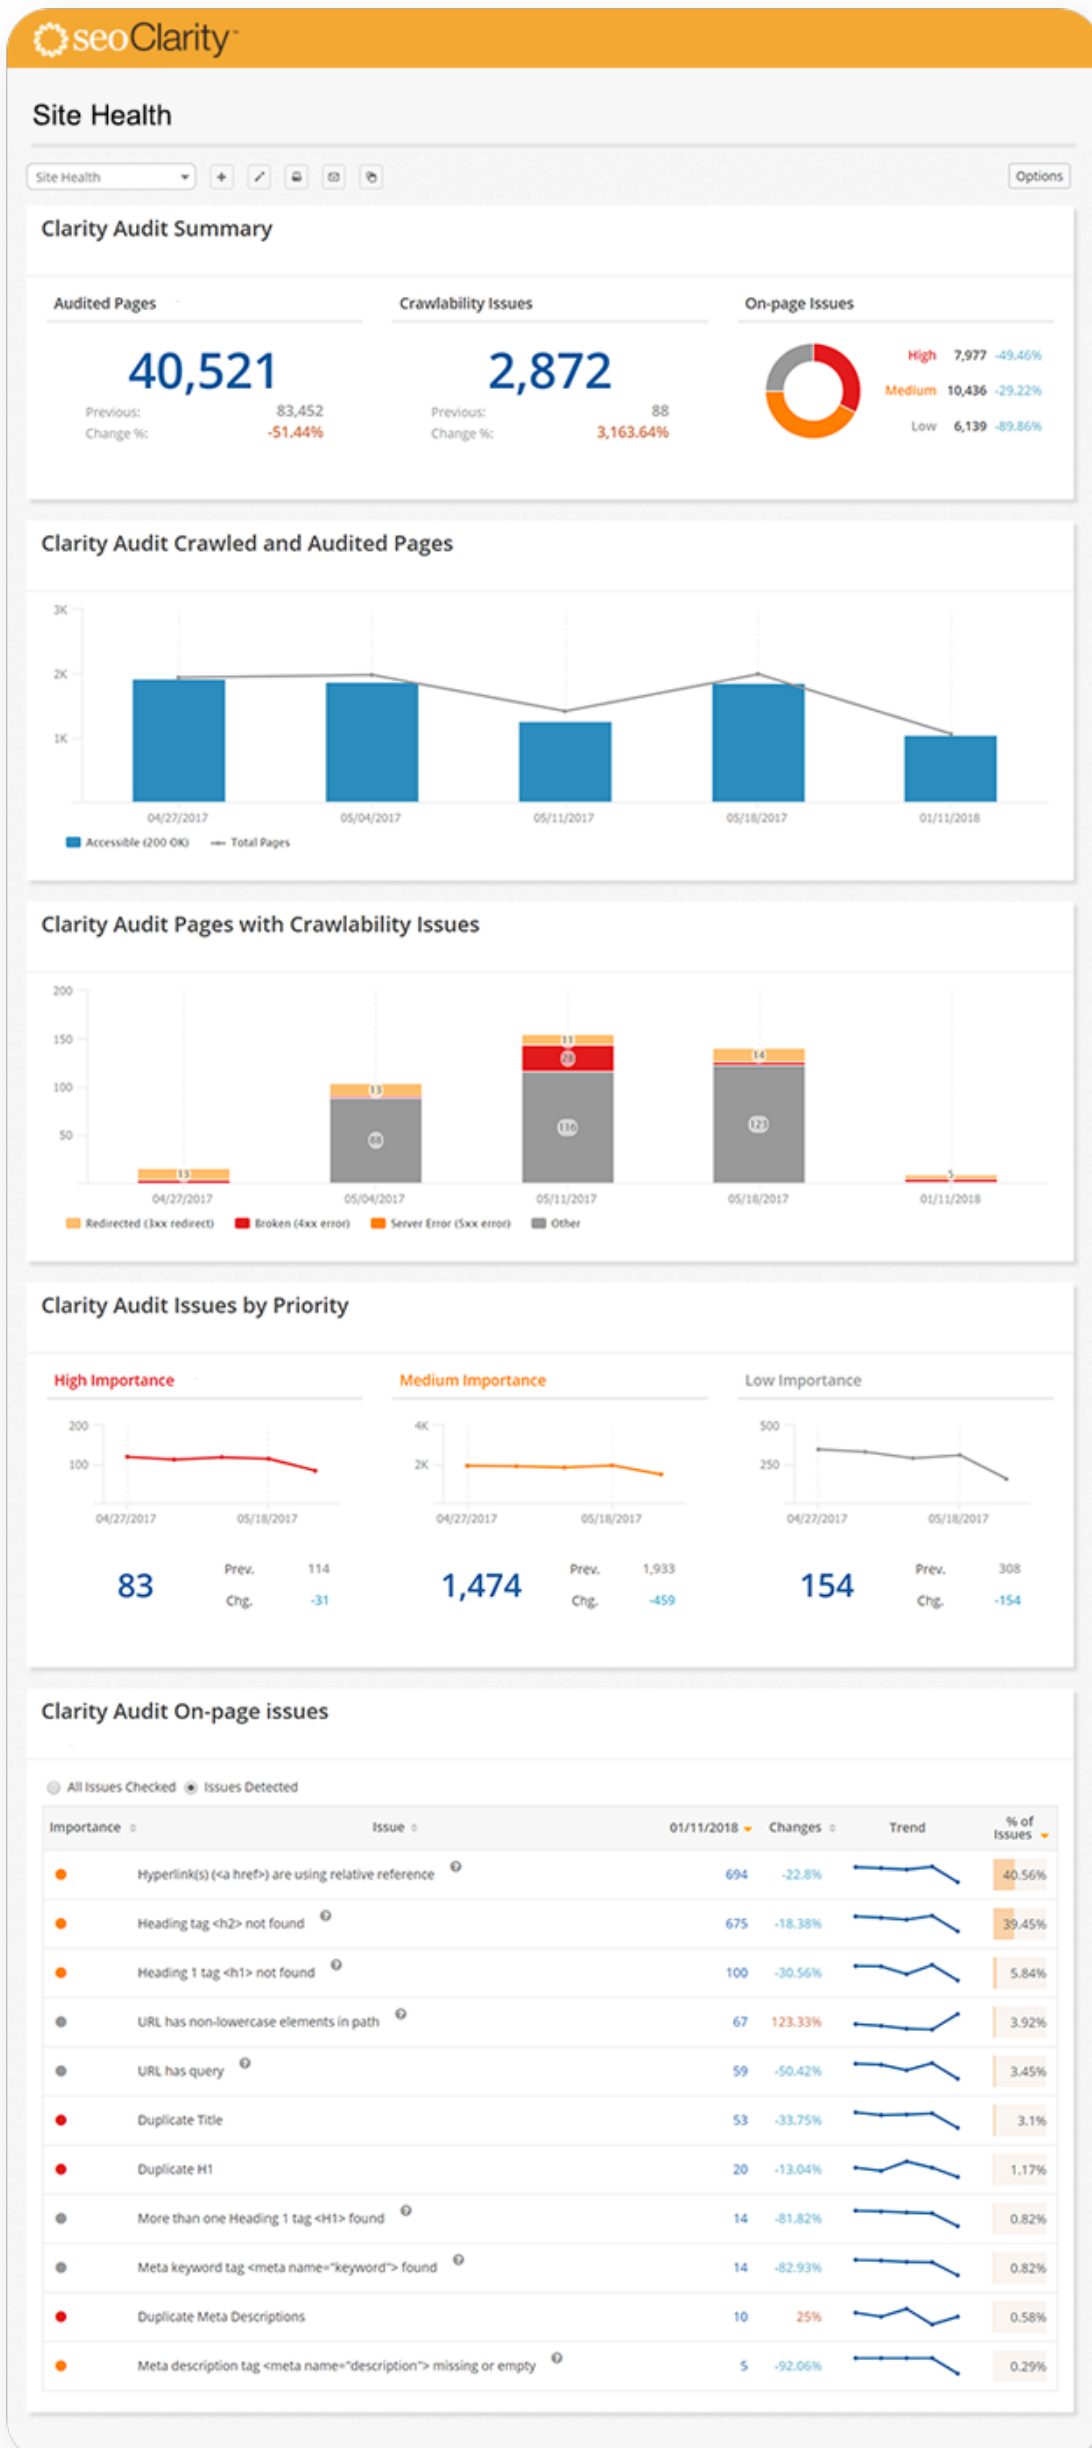 seoClarity
Site Health
Site Health
Options
Clarity Audit Summary
Audited Pages
40,521
Previous: 83,452
Change %: -51.44%
Crawlability Issues
2,872
Previous: 88
Change %: 3,163.64%
On-page Issues
High 7,977 -49.46%
Medium 10,436 -29.22%
Low 6,139 -89.86%
Clarity Audit Crawled and Audited Pages
3K
2K
1K
04/27/2017 05/04/2017 05/11/2017 05/18/2017 01/11/2018
Accessible (200 OK) Total Pages
Clarity Audit Pages with Crawlability Issues
200
150
100
50
13
13
88
11
28
116
14
123
5
04/27/2017 05/04/2017 05/11/2017 05/18/2017 01/11/2018
Redirected (3xx redirect) Broken (4xx error) Server Error (5xx error) Other
Clarity Audit Issues by Priority
High Importance
200
100
04/27/2017 05/18/2017
83
Prev. 114
Chg. -31
Medium Importance
4K
2K
04/27/2017 05/18/2017
1,474
Prev. 1,933
Chg. -459
Low Importance
500
250
04/27/2017 05/18/2017
154
Prev. 308
Chg. -154
Clarity Audit On-page issues
All Issues Checked Issues Detected
Importance Issue 01/11/2018 Changes Trend % of Issues
Hyperlink(s) (<a href>) are using relative reference 694 -22.8% 40.56%
Heading tag <h2> not found 675 -18.38% 39.45%
Heading 1 tag <h1> not found 100 -30.56% 5.84%
URL has non-lowercase elements in path 67 123.33% 3.92%
URL has query 59 -50.42% 3.45%
Duplicate Title 53 -33.75% 3.1%
Duplicate H1 20 -13.04% 1.17%
More than one Heading 1 tag <H1> found 14 -81.82% 0.82%
Meta keyword tag <meta name="keyword"> found 14 -82.93% 0.82%
Duplicate Meta Descriptions 10 25% 0.58%
Meta description tag <meta name="description"> missing or empty 5 -92.06% 0.29%